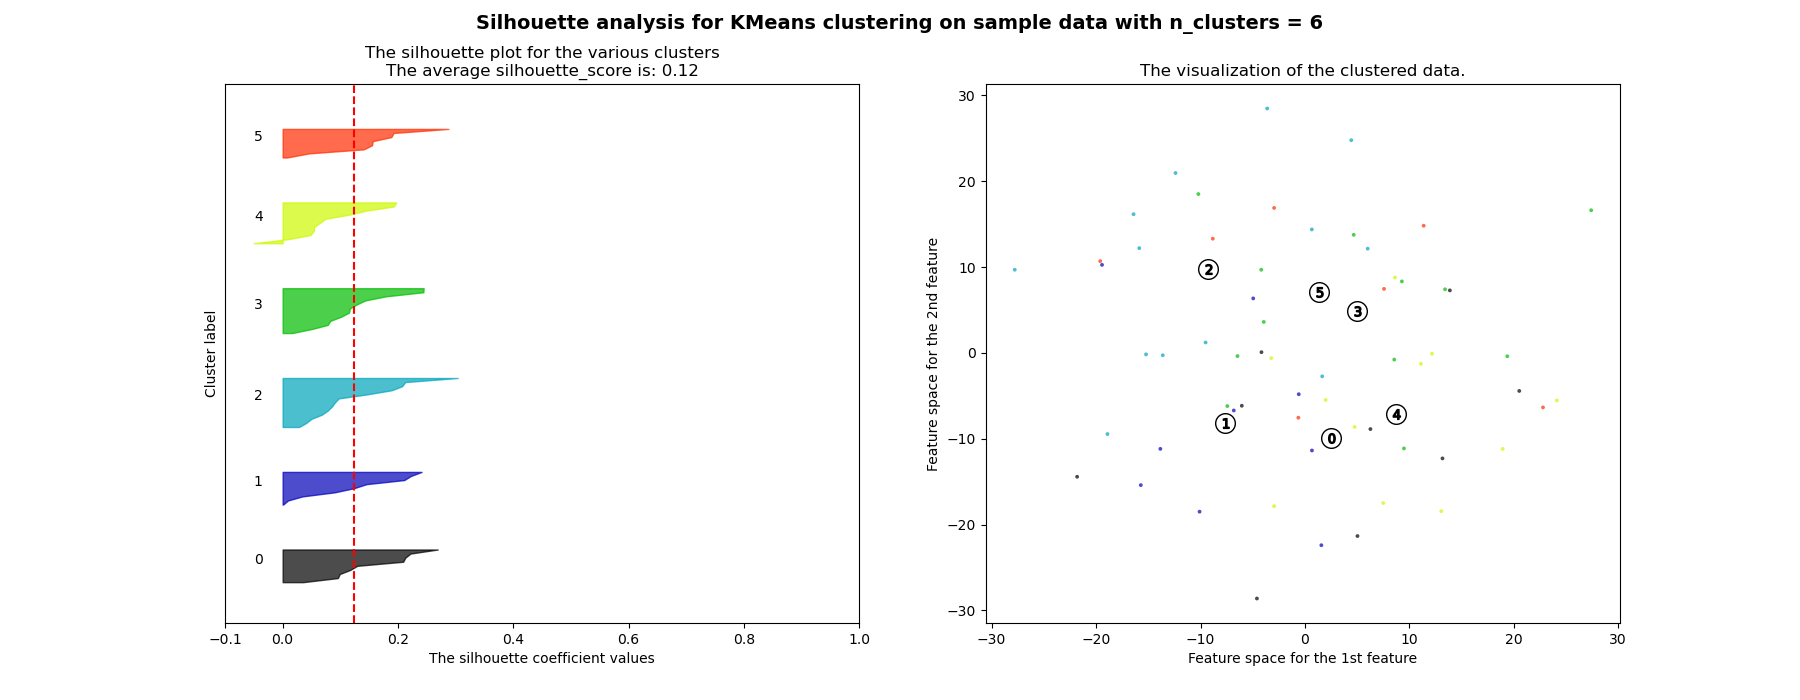 Silhouette analysis for KMeans clustering on sample data with n_clusters = 6
The silhouette plot for the various clusters
The average silhouette_score is: 0.12
5
4
3
2
1
0
Cluster label
−0.1 0.0 0.2 0.4 0.6 0.8 1.0
The silhouette coefficient values
The visualization of the clustered data.
30
20
10
0
−10
−20
−30
Feature space for the 2nd feature
2
5
3
4
1
0
−30 −20 −10 0 10 20 30
Feature space for the 1st feature